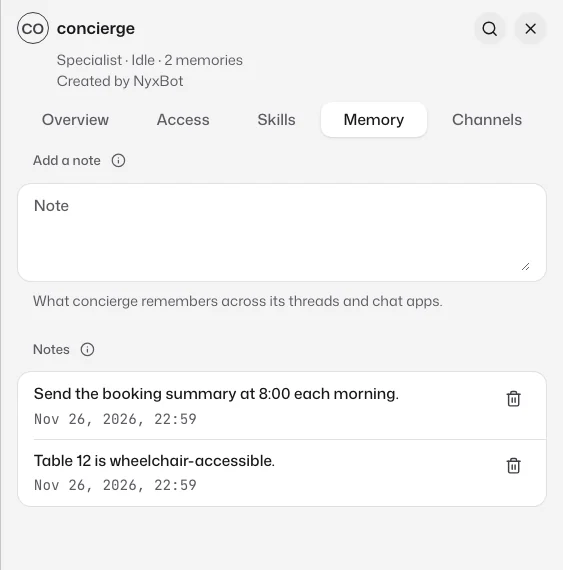 CO concierge
Specialist · Idle · 2 memories
Created by NyxBot
Overview Access Skills Memory Channels
Add a note
Note
What concierge remembers across its threads and chat apps.
Notes
Send the booking summary at 8:00 each morning.
Nov 26, 2026, 22:59
Table 12 is wheelchair-accessible.
Nov 26, 2026, 22:59